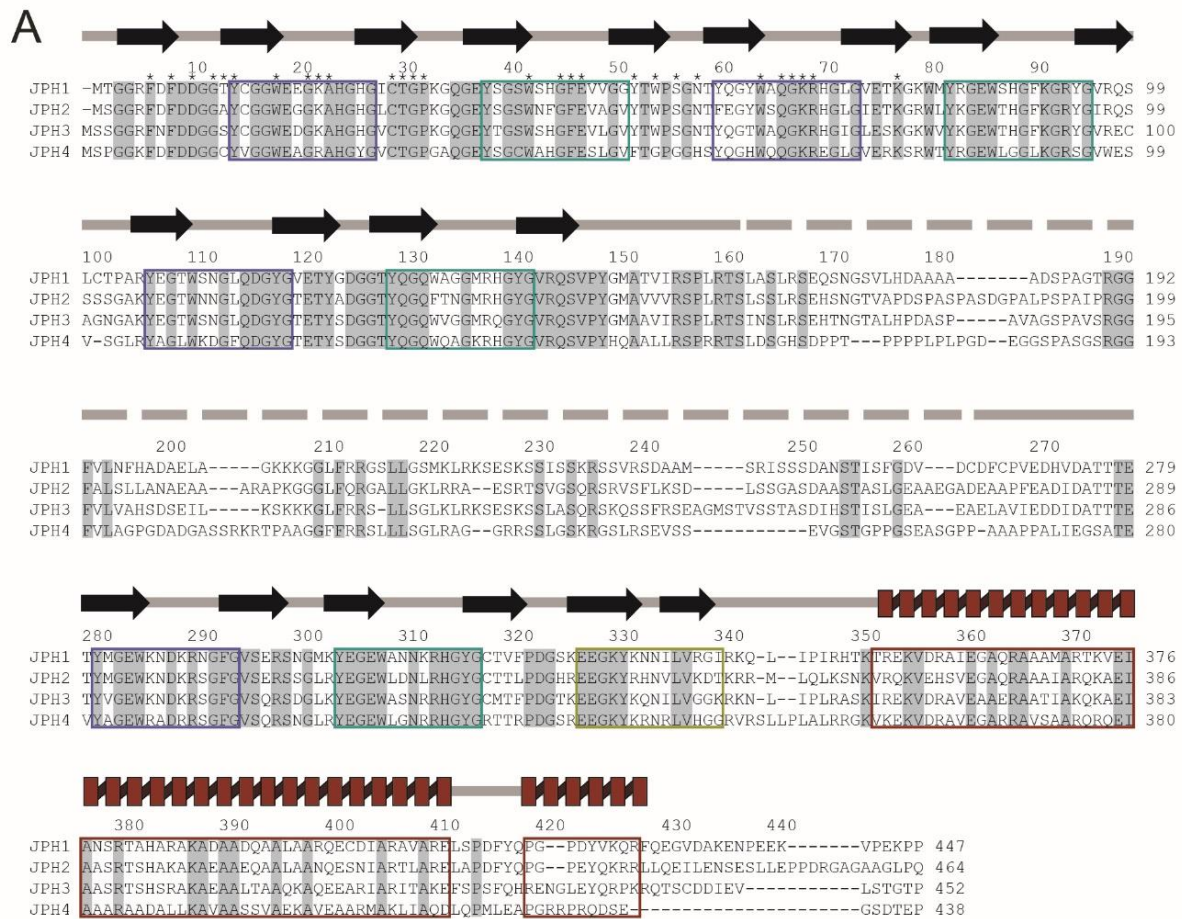 A
* * * ** * *** **** * *** * * * * * ***** *
10 20 30 40 50 60 70 80 90
JPH1 -MTGGRFDFDDGGTYCGGWEEGKAHGHGICTGPKGQGEYSGSWSHGFEVVGGYTWPSGNTYQGYWAQGKRHGLGVETKGKWMYRGEWSHGFKGRYGVRQS 99
JPH2 -MSGGRFDFDDGGAYCGGWEGGKAHGHGLCTGPKGQGEYSGSWNFGFEVAGVYTWPSGNTFEGYWSQGKRHGLGIETKGRWLYKGEWTHGFKGRYGIRQS 99
JPH3 MSSGGRFNFDDGGSYCGGWEDGKAHGHGVCTGPKGQGEYTGSWSHGFEVLGVYTWPSGNTYQGTWAQGKRHGIGLESKGKWVYKGEWTHGFKGRYGVREC 100
JPH4 -MSPGGKFDFDDGGCYVGGWEAGRAHGYGVCTGPGAQGEYSGCWAHGFESLGVFTGPGGHSYQGHWQQGKREGLGVERKSRWTYRGEWLGGLKGRSGVWES 99
100 110 120 130 140 150 160 170 180 190
JPH1 LCTPARYEGTWSNGLQDGYGVETYGDGGTYQGQWAGGMRHGYGVRQSVPYGMATVIRSPLRTSLASLRSEQSNGSVLHDAAAA-------ADSPAGTRGG 192
JPH2 SSSGAKYEGTWNNGLQDGYGTETYADGGTYQGQFTNGMRHGYGVRQSVPYGMAVVVRSPLRTSLSSLRSEHSNGTVAPDSPASPASDGPALPSPAIPRGG 199
JPH3 AGNGAKYEGTWSNGLQDGYGTETYSDGGTYQGQWVGGMRQGYGVRQSVPYGMAAVIRSPLRTSINSLRSEHTNGTALHPDASP-----AVAGSPAVSRGG 195
JPH4 V-SGLRYAGLWKDGFQDGYGTETYSDGGTYQGQWQAGKRHGYGVRQSVPYHQAALLRSPRRTSLDSGHSDPPT--PPPPLPLPGD--EGGSPASGSRGG 193
200 210 220 230 240 250 260 270
JPH1 FVLNFHADAELA-----GKKKGGLFRRGSLLGSMKLRKSESKSSISSKRSSVRSDAAM-----SRISSSDANSTISFGDV--DCDFCPVEDHVDATTTE 279
JPH2 FALSLLANAEAA--ARAPKGGGLFQRGALLGKLRRA--ESRTSVGSQRSRVSFLKSD-----LSSGASDAASTASLGEAAEGADEAAPFEADIDATTTE 289
JPH3 FVLVAHSDSEIL-----KSKKKGLFRRS-LLSGLKLRKSESKSSLASQRSKQSSFRSEAGMSTVSSTASDIHSTISLGEA--EAELAVIEDDIDATTTE 286
JPH4 FVLAGPGDADGASSRKRTPAAGGFFRRSLLLSGLRAG--GRRSSLGSKRGSLRSEVSS-----EVGSTGPPGSEASGPP-AAAPPALIEGSATE 280
280 290 300 310 320 330 340 350 360 370
JPH1 TYMGEWKNDKRNGFGVSERSNGMKYEGEWANNKRHGYGCTVFPDGSKEEGKYKNNILVRGIRKQ-L-IPIRHTKTREKVDRAIEGAQRAAAMARTKVEI 376
JPH2 TYMGEWKNDKRSGFGVSERSSGLRYEGEWLDNLRHGYGCTTLPDGHREEGKYRHNVLVKDTKRR-M-LQLKSNKVRQKVEHSVEGAQRAAAIARQKAEI 386
JPH3 TYMGEWKNDKRSGFGVSQRSDGLKYEGEWASNRRHGYGCMTFPDGTKEEGKYKQNILVGGKRKN-L-IPLRASKIREKVDRAVEAAERAATIAKQKAEI 383
JPH4 VYAGEWRADRRSGFGVSQRSNGLRYEGEWLGNRRHGYGRTTRPDGSREEGKYKRNRLVHGGRVRSLLPLALRRGKVKEKVDRAVEGARRAVSAARQRQEI 380
380 390 400 410 420 430 440
JPH1 ANSRTAHARAKADAADQAALAARQECDIARAVARELSPDFYQPG--PDYVKQRFQEGVDAKENPEEK------VPEKPP 447
JPH2 AASRTSHAKAKAEAAEQAALAANQESNIARTLARELAPDFYQPG--PEYQKRRLLQEILENSESLLEPPDRGAGAAGLPQ 464
JPH3 AASRTSHSRAKAEAALTAAQKAQEEARIARITAKEFSPSFQHRENGLEYQRPKRQTSCDDIEV----------LSTGTP 452
JPH4 AAARAADALLKAVAASSVAEKAVEAARMAKLIAQDLQPMLEAPGRRPRQDSE---------------------GSDTEP 438